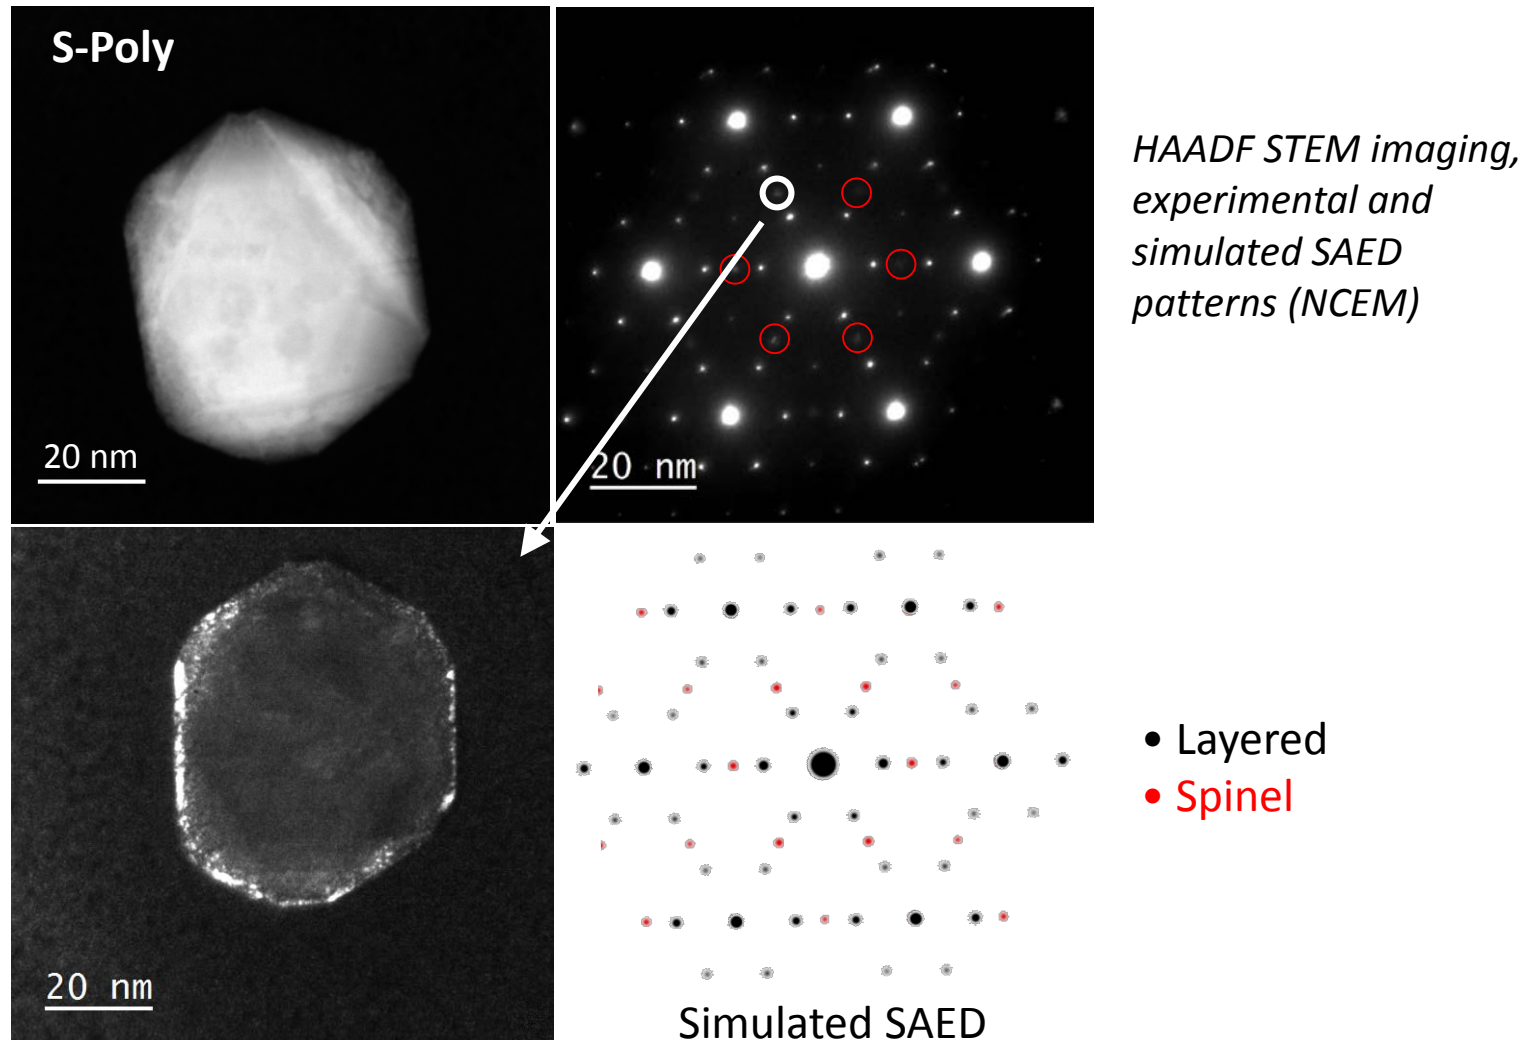 S-Poly
20 nm
20 nm
HAADF STEM imaging,
experimental and
simulated SAED
patterns (NCEM)
20 nm
• Layered
• Spinel
Simulated SAED